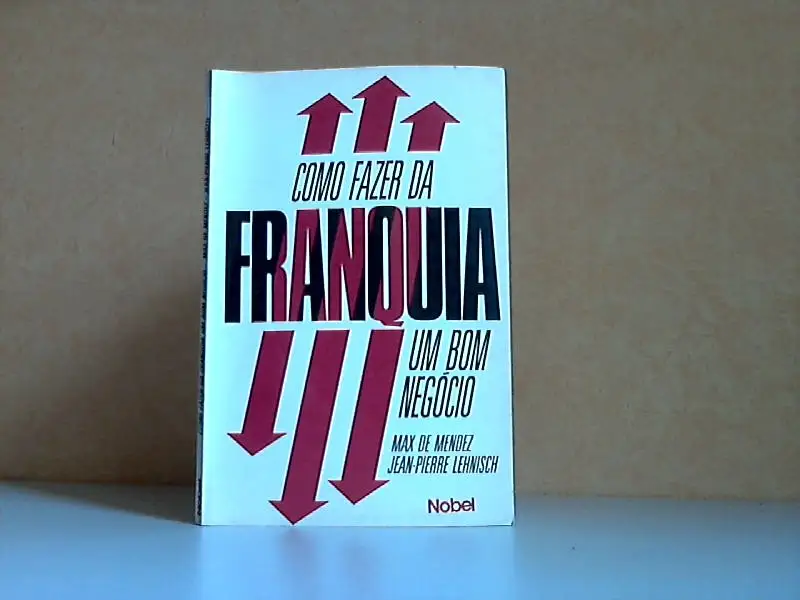 COMO FAZER DA
FRANQUIA
UM BOM
NEGÓCIO
MAX DE MENDEZ
JEAN-PIERRE LEHNISCH
Nobel